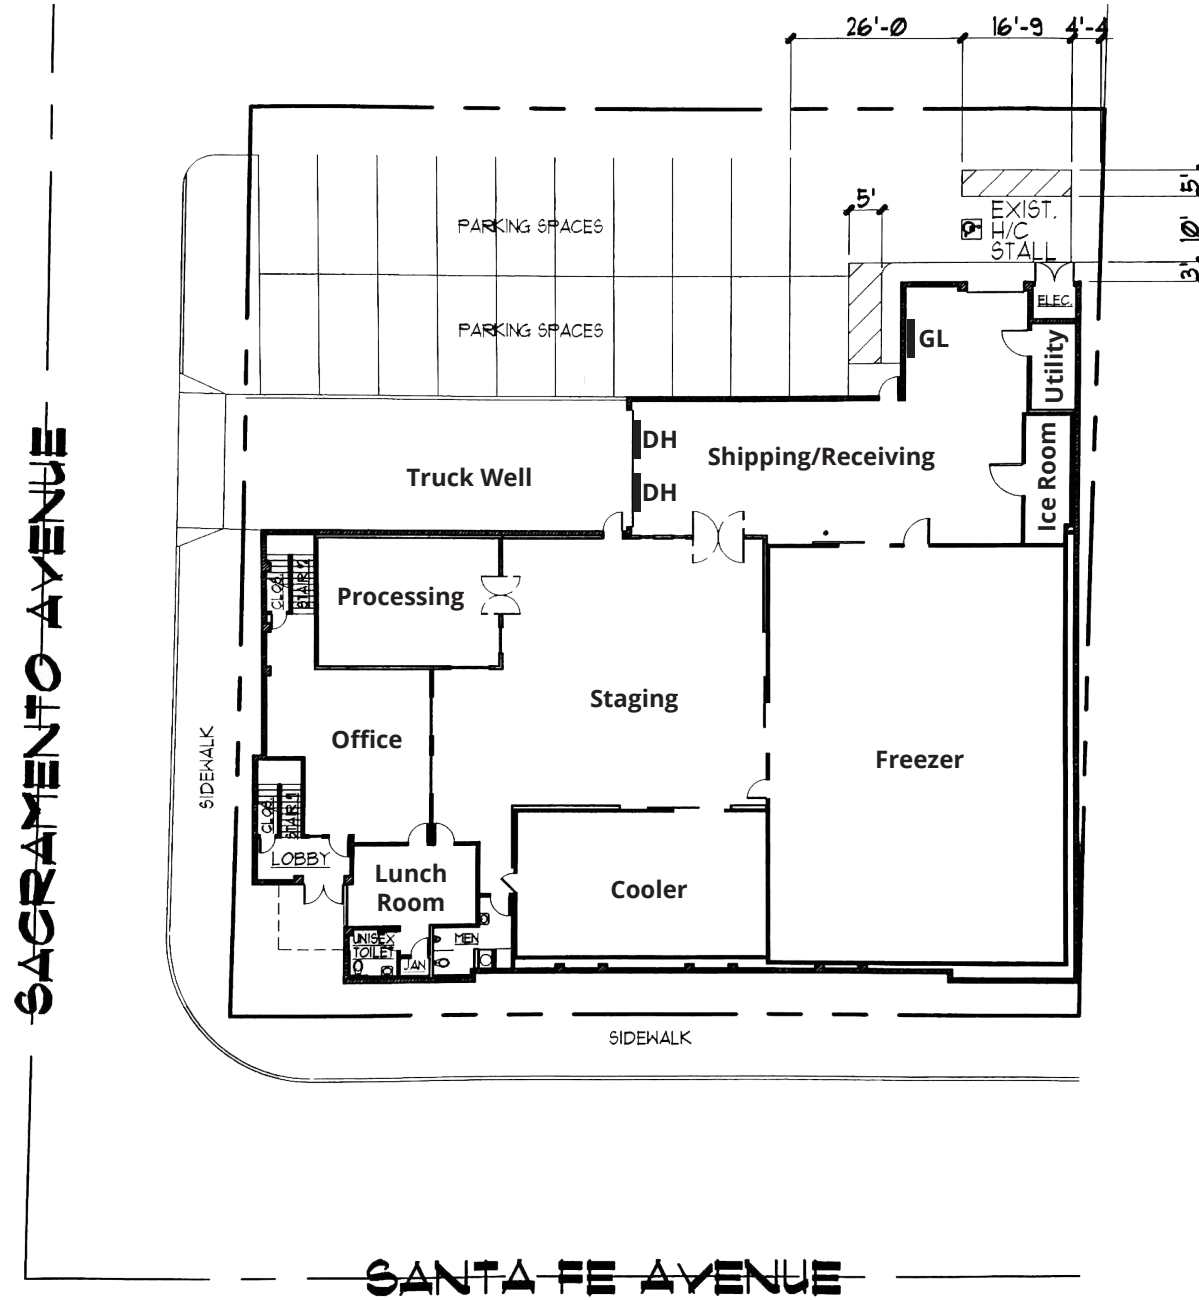 26'-0 16'-9 4'-4
5'
5'
EXIST.
H/C
STALL
10'
3'
PARKING SPACES
ELEC.
PARKING SPACES
GL
Utility
DH
Shipping/Receiving
Ice Room
Truck Well
DH
CLOS.
STAIR 2
Processing
Staging
Office
Freezer
SIDEWALK
CLOS.
STAIR 1
LOBBY
Lunch
Room
Cooler
UNISEX
TOILET
JAN
MEN
SIDEWALK
SACRAMENTO AVENUE
SANTA FE AVENUE